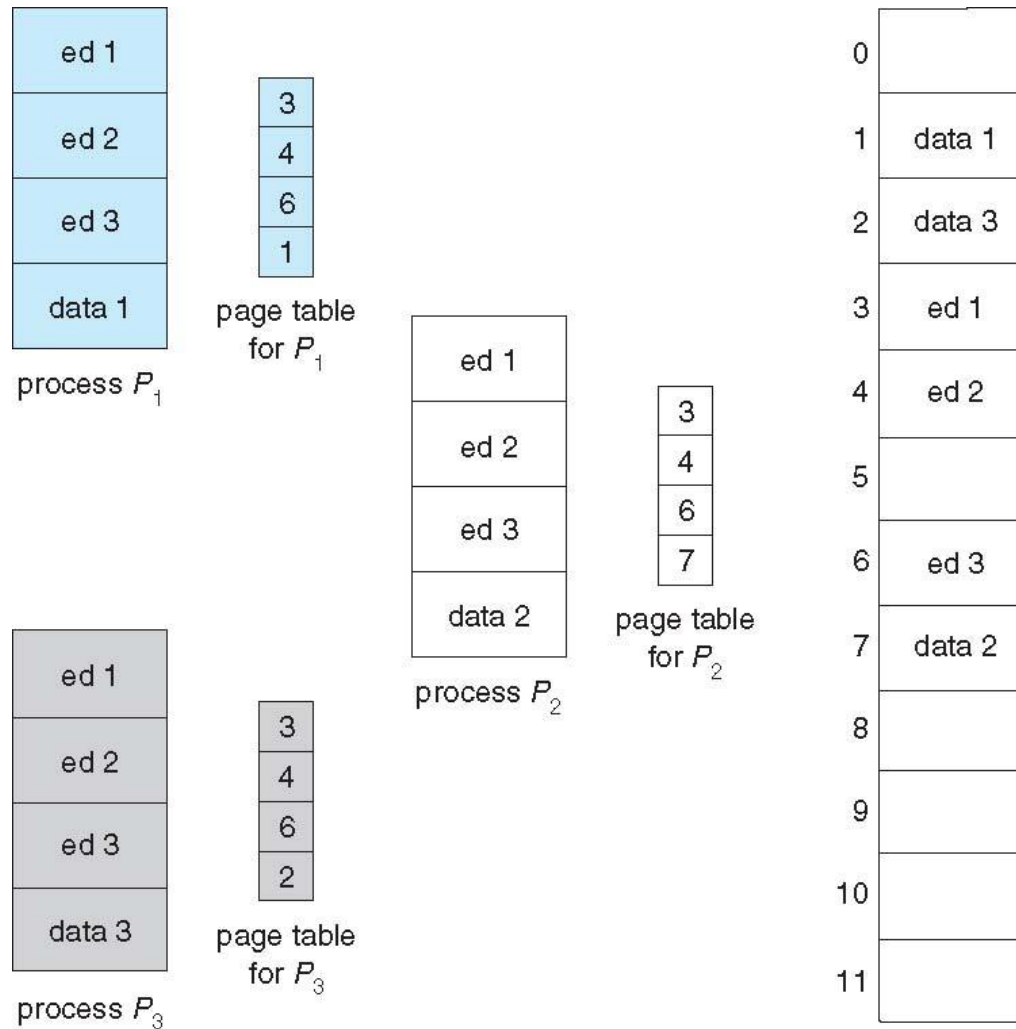 ed 1
ed 2
ed 3
data 1
process P1
3
4
6
1
page table
for P1
ed 1
ed 2
ed 3
data 2
process P2
3
4
6
7
page table
for P2
ed 1
ed 2
ed 3
data 3
process P3
3
4
6
2
page table
for P3
0
1 data 1
2 data 3
3 ed 1
4 ed 2
5
6 ed 3
7 data 2
8
9
10
11